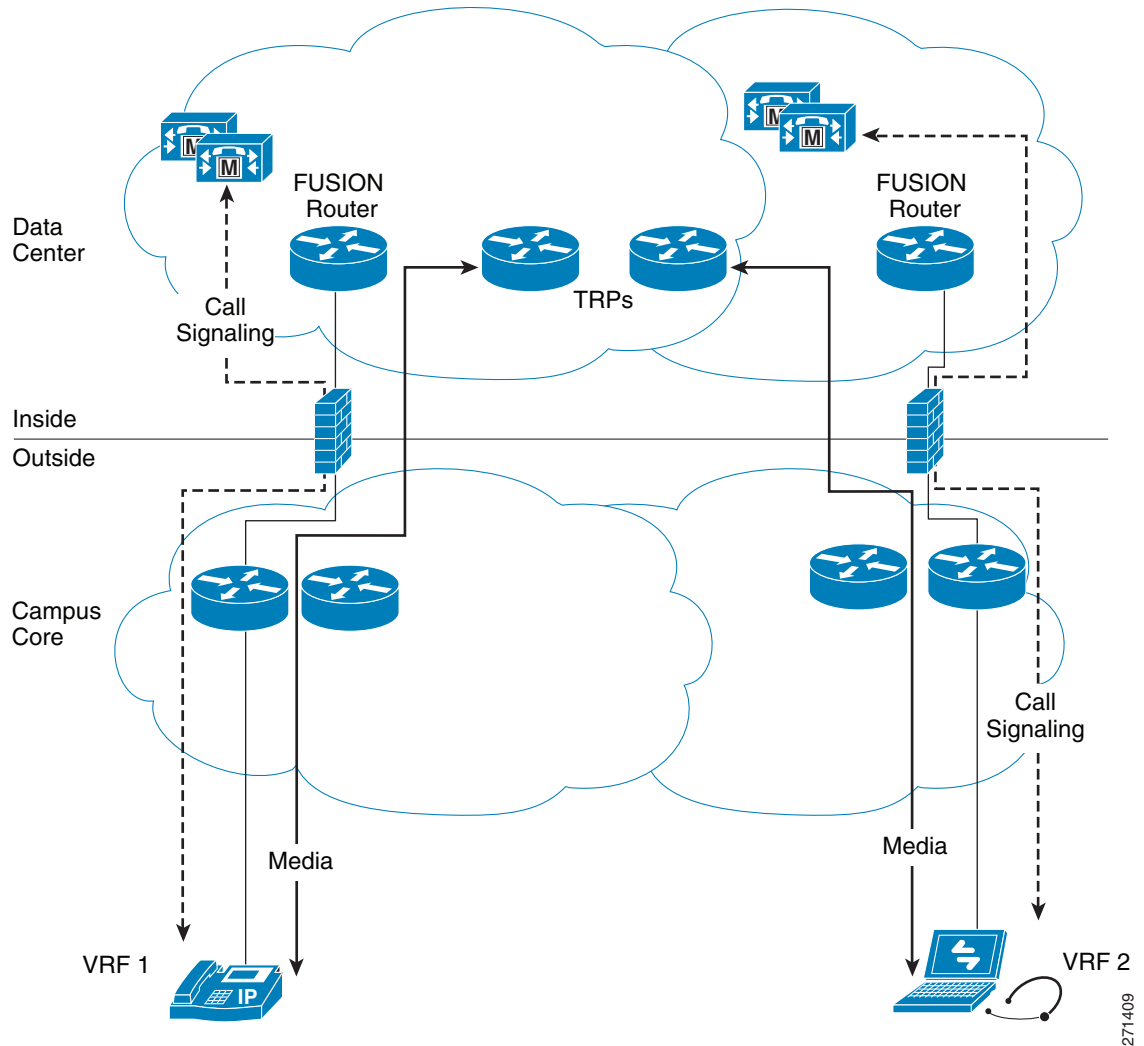 M
M
M
M
FUSION
Router
FUSION
Router
Data
Center
TRPs
Call
Signaling
Inside
Outside
Campus
Core
Call
Signaling
Media
Media
VRF 1
IP
VRF 2
271409